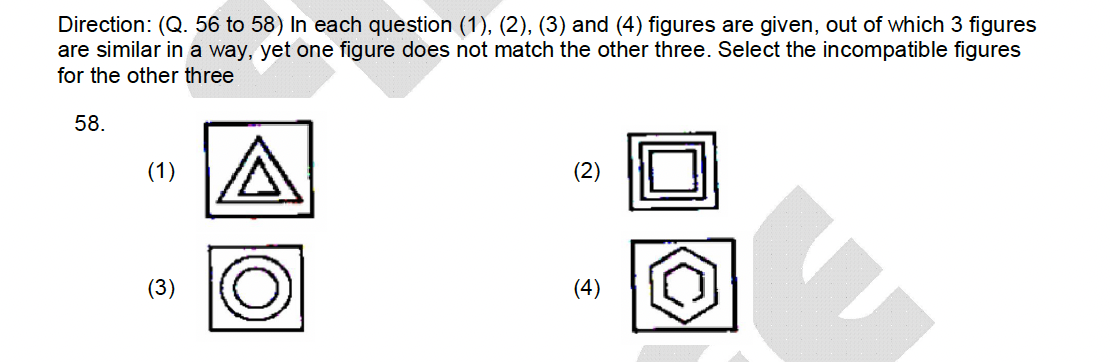 Direction: (Q. 56 to 58) In each question (1), (2), (3) and (4) figures are given, out of which 3 figures
are similar in a way, yet one figure does not match the other three. Select the incompatible figures
for the other three
58.
(1)
(2)
(3)
(4)